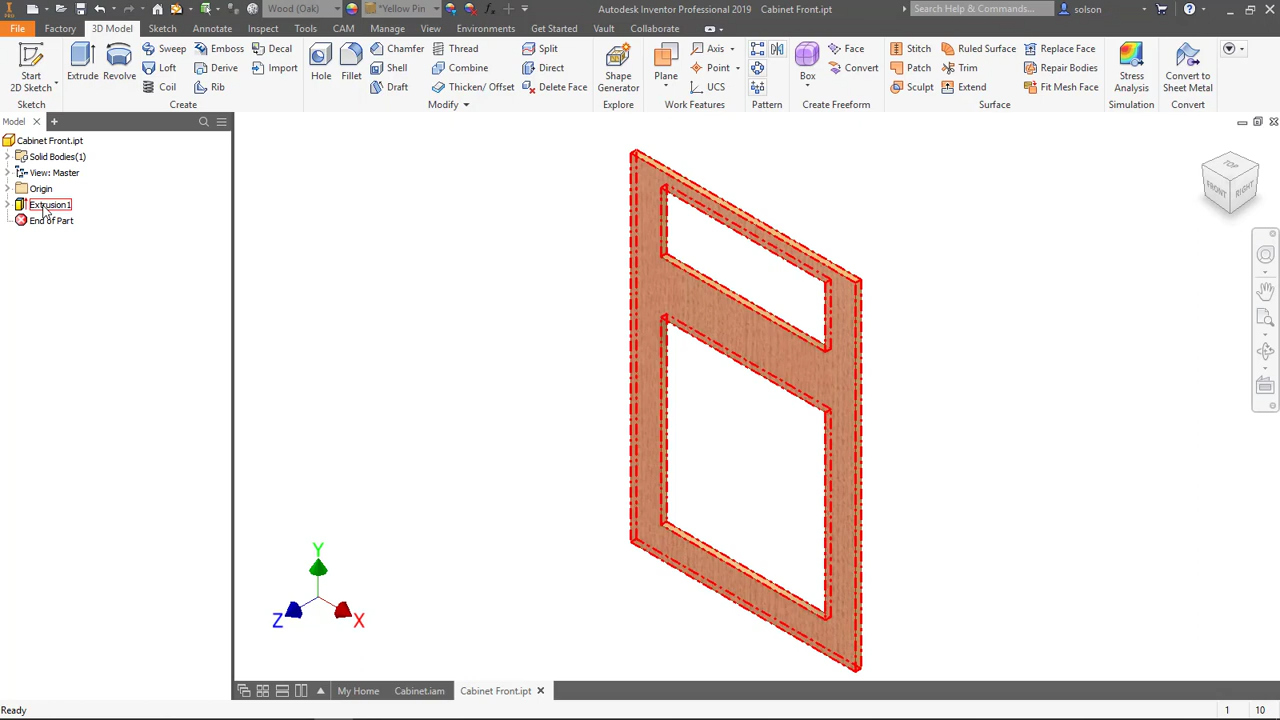 Wood (Oak) *Yellow Pin Autodesk Inventor Professional 2019 Cabinet Front.ipt Search Help & Commands... solson
File Factory 3D Model Sketch Annotate Inspect Tools CAM Manage View Environments Get Started Vault Collaborate
Start 2D Sketch Extrude Revolve Sweep Emboss Decal Hole Fillet Chamfer Thread Split Shape Generator Plane Axis Box Face Stitch Ruled Surface Replace Face Stress Analysis Convert to Sheet Metal
Loft Derive Import Shell Combine Direct Point Convert Patch Trim Repair Bodies
Coil Rib Draft Thicken/ Offset Delete Face UCS Sculpt Extend Fit Mesh Face
Sketch Create Modify Explore Work Features Pattern Create Freeform Surface Simulation Convert
Model
Cabinet Front.ipt
Solid Bodies(1)
View: Master
Origin
Extrusion1
End of Part
TOP
FRONT RIGHT
Y
Z X
My Home Cabinet.iam Cabinet Front.ipt
Ready 1 10